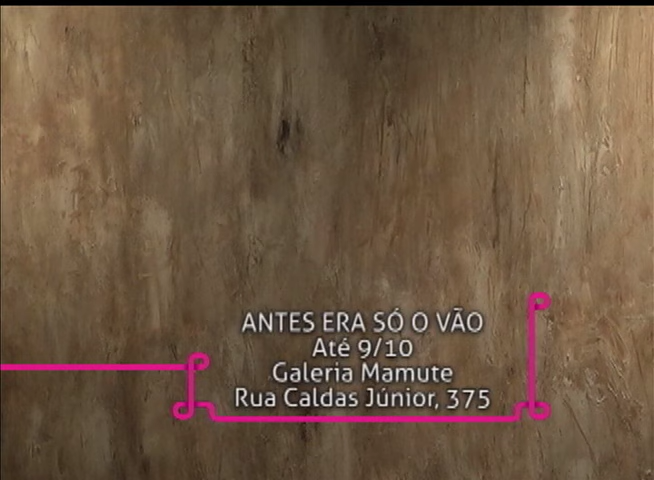 ANTES ERA SÓ O VÃO
Até 9/10
Galeria Mamute
Rua Caldas Júnior, 375